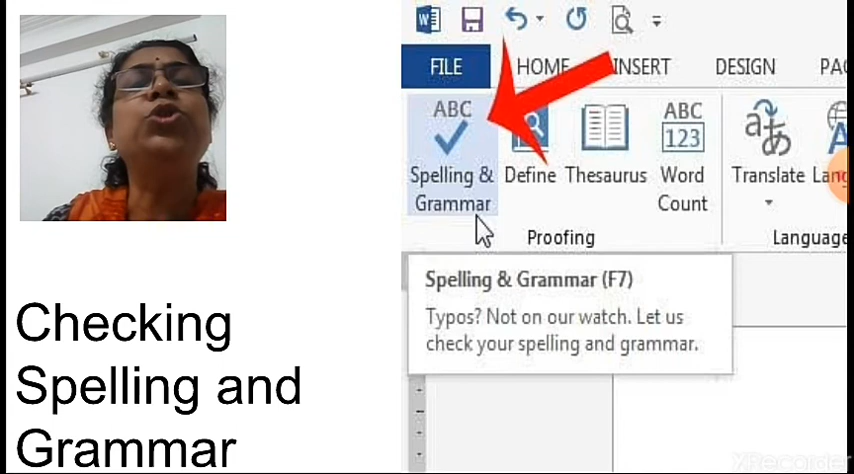 FILE HOME INSERT DESIGN
ABC
Spelling &
Grammar
Define
Thesaurus
ABC
123
Word
Count
Translate
Proofing
Language
Spelling & Grammar (F7)
Typos? Not on our watch. Let us
check your spelling and grammar.
Checking
Spelling and
Grammar
XRecorder